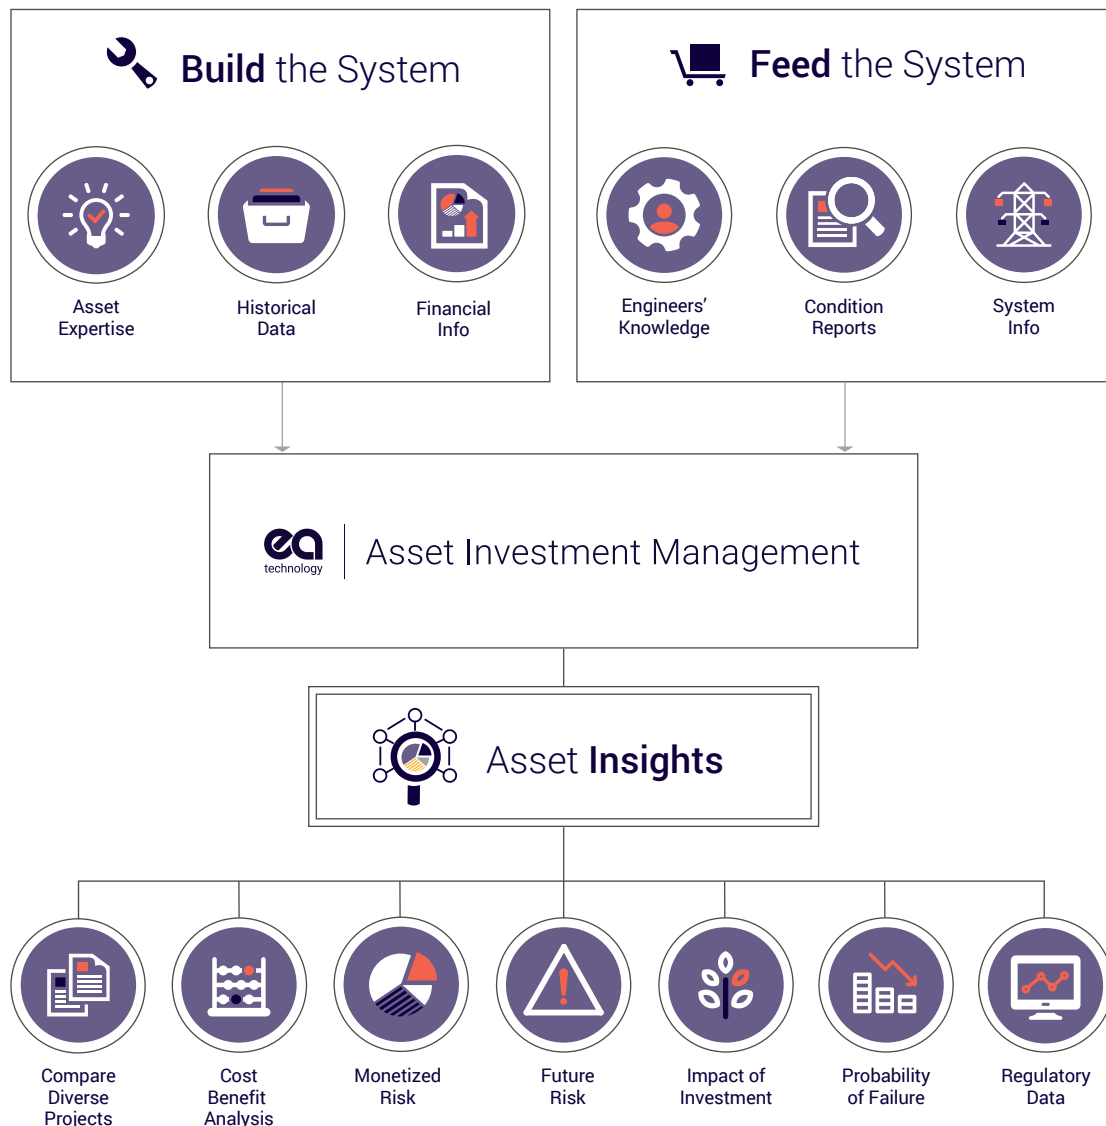 Build the System
Feed the System
Asset
Expertise
Historical
Data
Financial
Info
Engineers’
Knowledge
Condition
Reports
System
Info
ea
technology
Asset Investment Management
Asset Insights
Compare
Diverse
Projects
Cost
Benefit
Analysis
Monetized
Risk
Future
Risk
Impact of
Investment
Probability
of Failure
Regulatory
Data